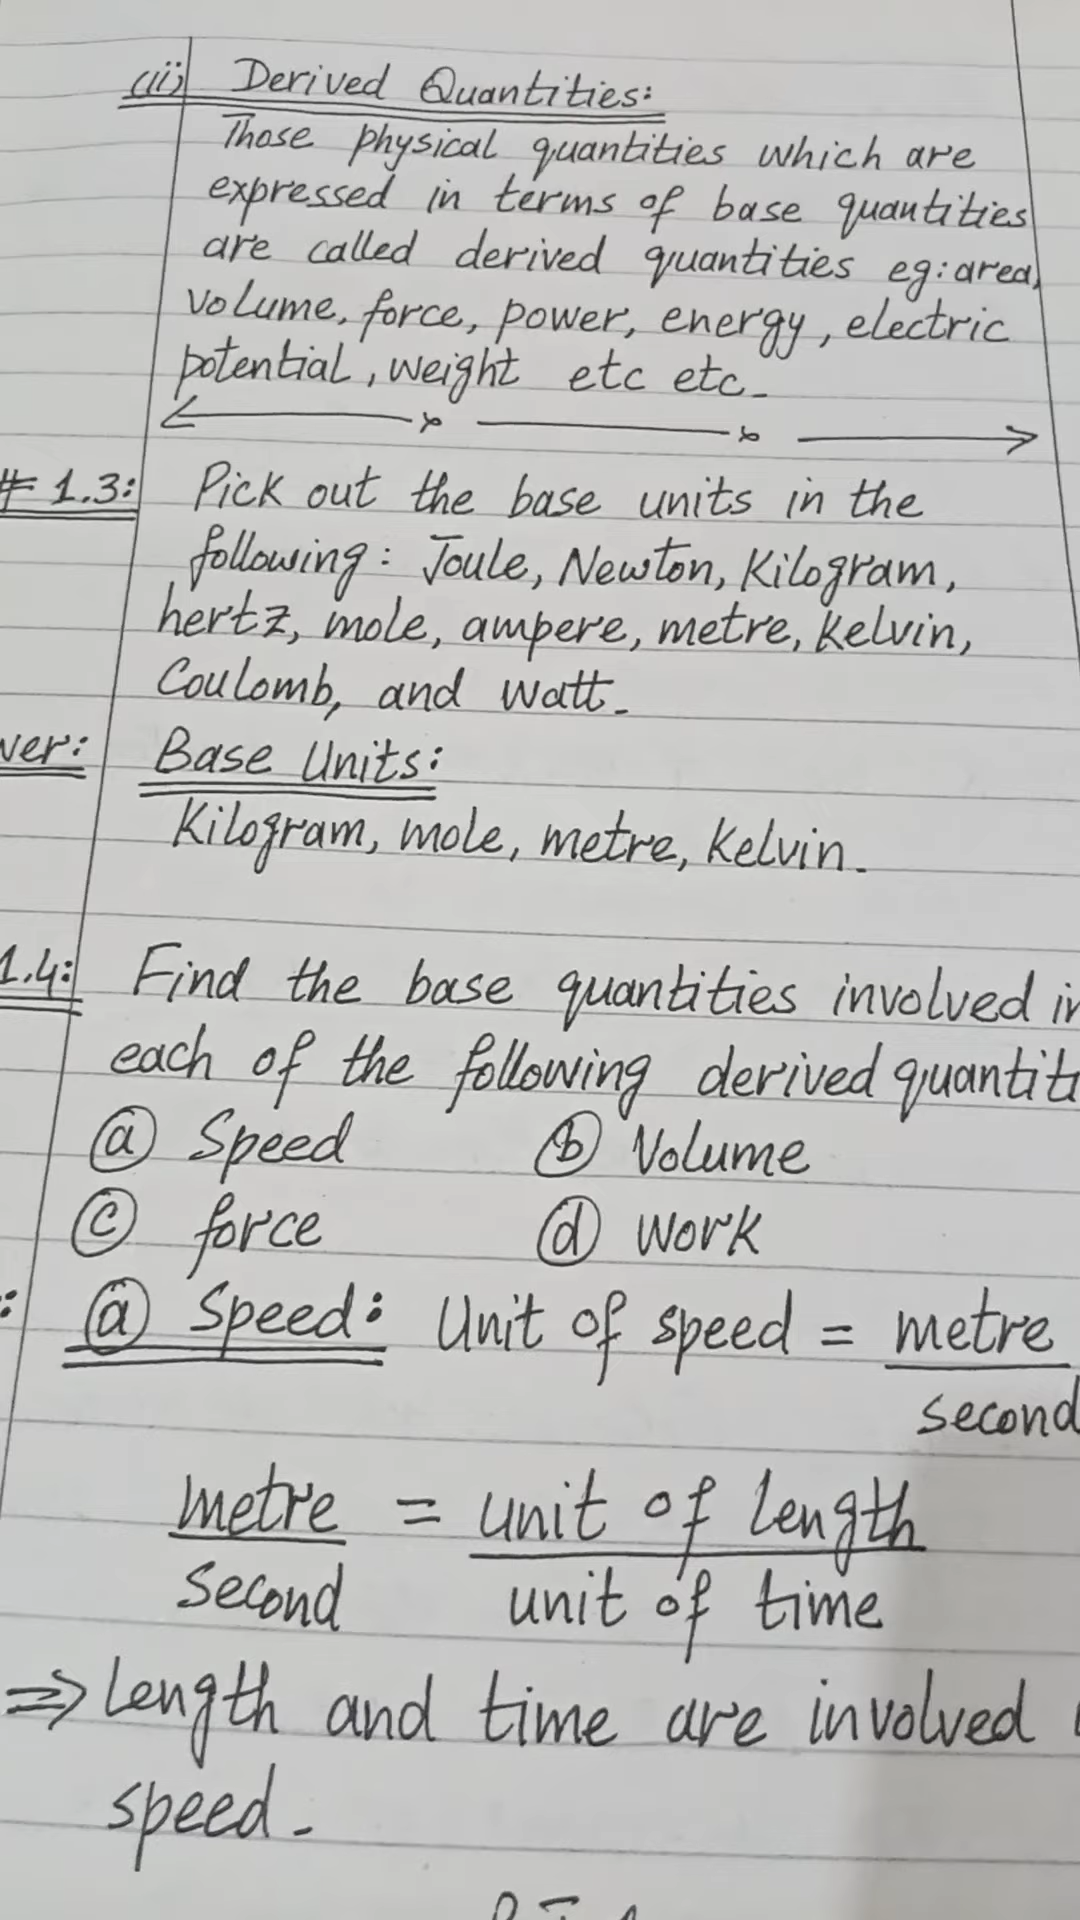 (ii) Derived Quantities:
Those physical quantities which are
expressed in terms of base quantities
are called derived quantities eg: area,
volume, force, power, energy, electric
potential, weight etc etc.
# 1.3: Pick out the base units in the
following: Joule, Newton, Kilogram,
hertz, mole, ampere, metre, kelvin,
Coulomb, and watt.
ver: Base Units:
Kilogram, mole, metre, kelvin.
1.4: Find the base quantities involved in
each of the following derived quantiti
(a) Speed (b) Volume
(c) force (d) work
: (a) Speed: Unit of speed = metre
second
metre = unit of length
second unit of time
⇒ Length and time are involved
speed.